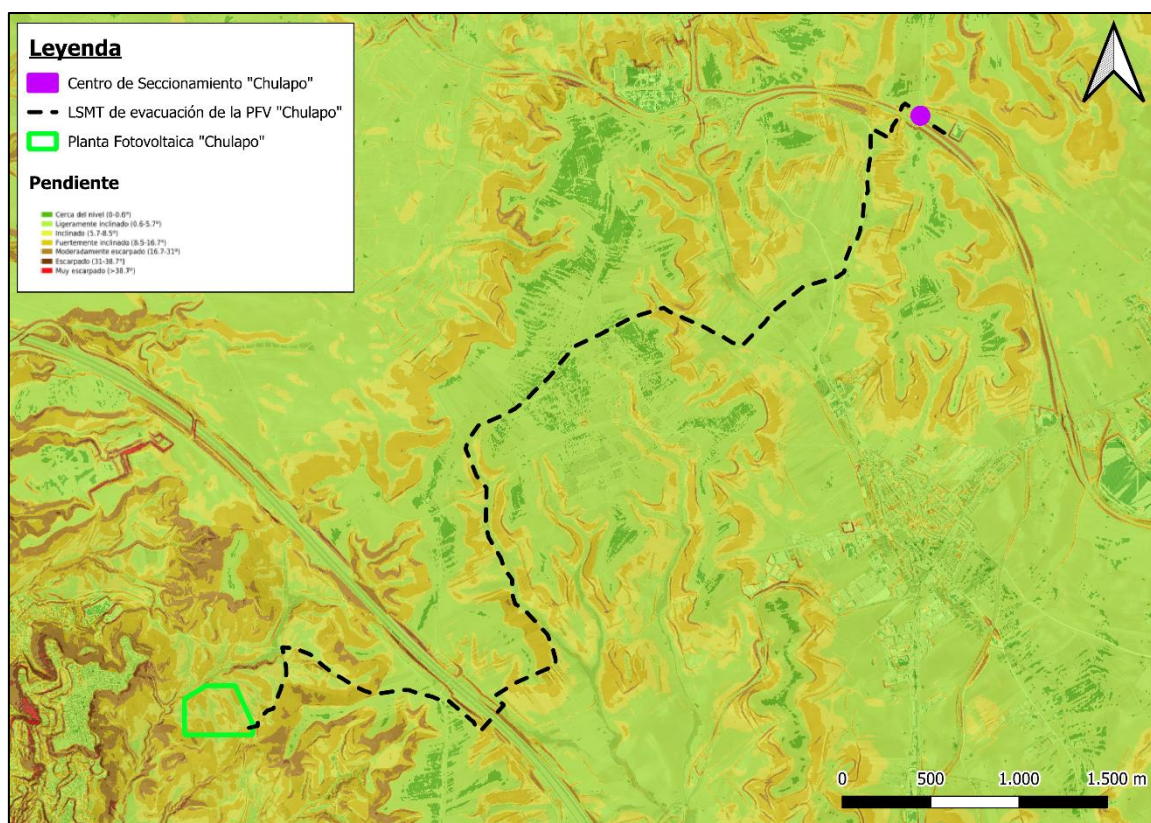 Leyenda
Centro de Seccionamiento "Chulapo"
LSMT de evacuación de la PFV "Chulapo"
Planta Fotovoltaica "Chulapo"
Pendiente
Cerca del nivel (0-0.6º)
Ligeramente inclinado (0.6-5.7º)
Inclinado (5.7-8.5º)
Fuertemente inclinado (8.5-16.7º)
Moderadamente escarpado (16.7-31º)
Escarpado (31-38.7º)
Muy escarpado (>38.7º)
0 500 1.000 1.500 m